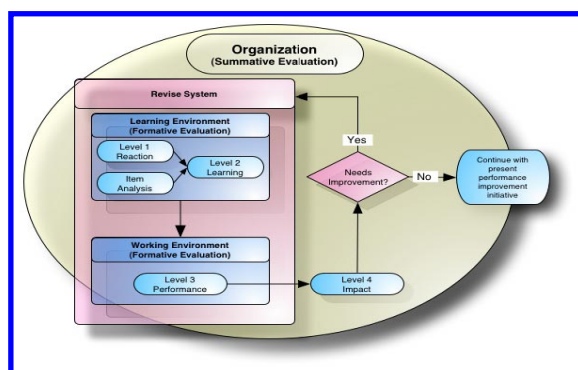 Organization
(Summative Evaluation)
Revise System
Learning Environment
(Formative Evaluation)
Level 1
Reaction
Level 2
Learning
Item
Analysis
Working Environment
(Formative Evaluation)
Level 3
Performance
Level 4
Impact
Yes
Needs
Improvement?
No
Continue with
present
performance
improvement
initiative